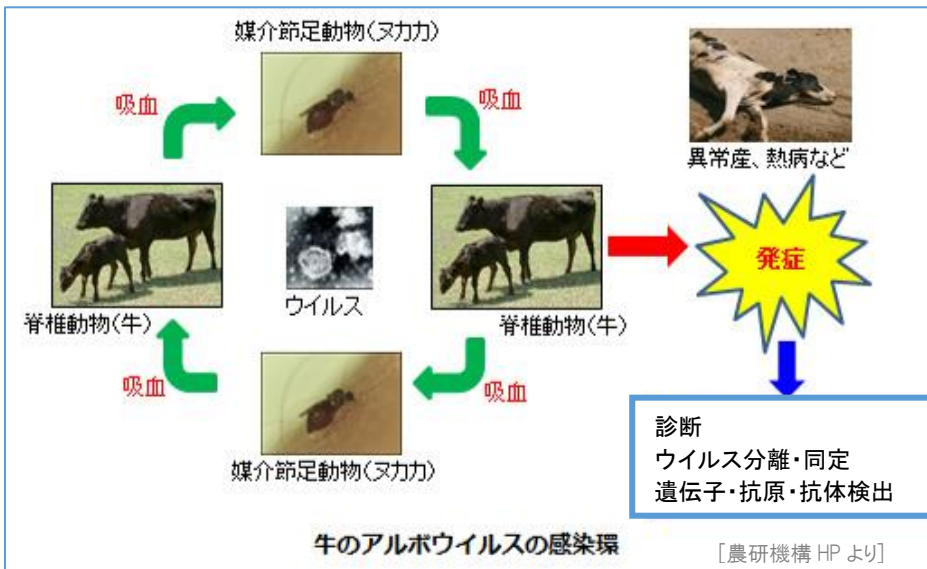 媒介節足動物(ヌカカ)
吸血
吸血
異常産、熱病など
発症
ウイルス
脊椎動物(牛)
脊椎動物(牛)
吸血
吸血
媒介節足動物(ヌカカ)
診断
ウイルス分離・同定
遺伝子・抗原・抗体検出
牛のアルボウイルスの感染環
[農研機構 HP より]